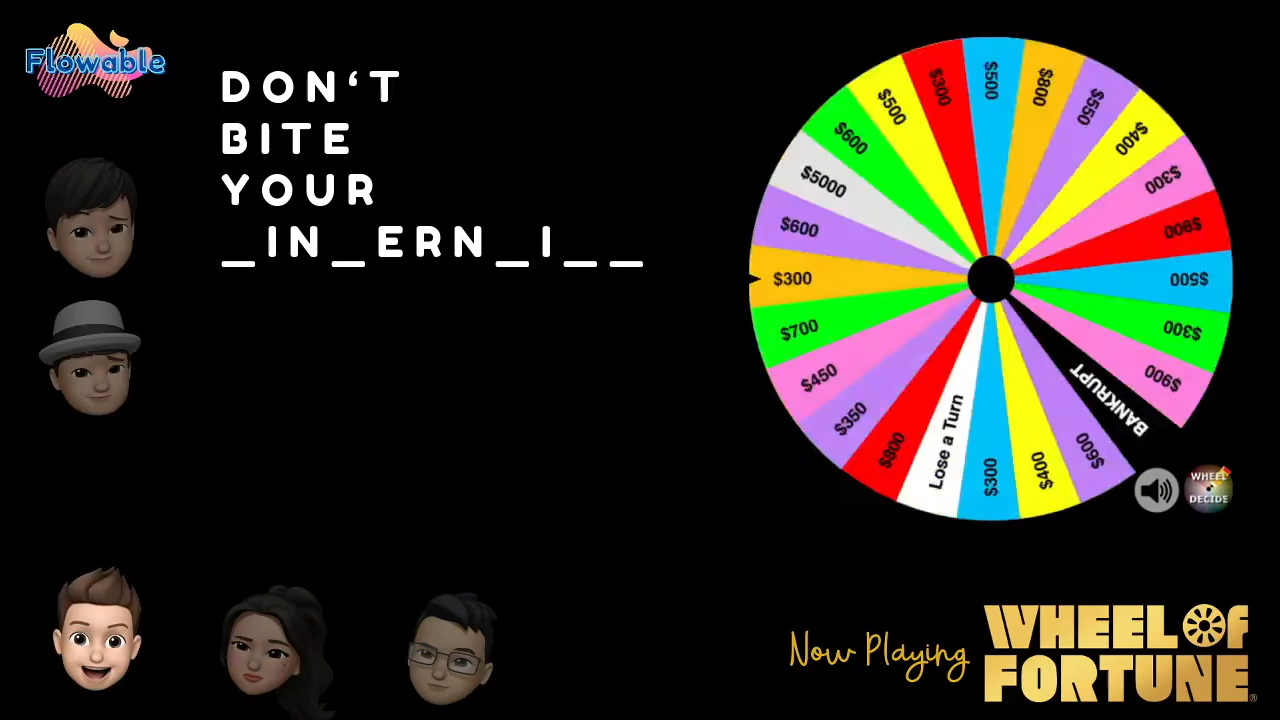 Flowable
DON‘T
BITE
YOUR
_IN_ERN_I__
$500
$800
$550
$400
$300
$900
$500
$300
$900
BANKRUPT
$600
$400
$300
Lose a Turn
$800
$350
$450
$700
$300
$600
$5000
$600
$500
$300
WHEEL
DECIDE
Now Playing
WHEEL OF
FORTUNE®